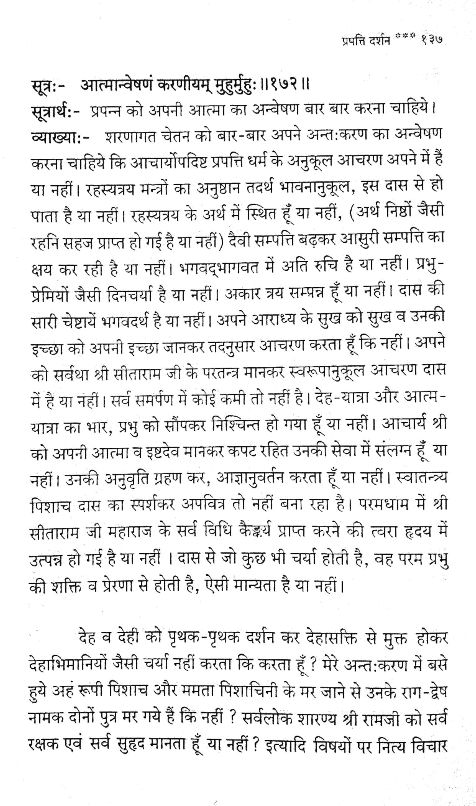 प्रपत्ति दर्शन *** १३७
सूत्र:- आत्मान्वेषणं करणीयम् मुहुर्मुहुः॥१७२॥
सूत्रार्थ:- प्रपन्न को अपनी आत्मा का अन्वेषण बार बार करना चाहिये।
व्याख्या:- शरणागत चेतन को बार-बार अपने अन्त:करण का अन्वेषण
करना चाहिये कि आचार्योपदिष्ट प्रपत्ति धर्म के अनुकूल आचरण अपने में हैं
या नहीं। रहस्यत्रय मन्त्रों का अनुष्ठान तदर्थ भावनानुकूल, इस दास से हो
पाता है या नहीं। रहस्यत्रय के अर्थ में स्थित हूँ या नहीं, (अर्थ निष्ठों जैसी
रहनि सहज प्राप्त हो गई है या नहीं) दैवी सम्पत्ति बढ़कर आसुरी सम्पत्ति का
क्षय कर रही है या नहीं। भगवद्भागवत में अति रुचि है या नहीं। प्रभु-
प्रेमियों जैसी दिनचर्या है या नहीं। अकार त्रय सम्पन्न हूँ या नहीं। दास की
सारी चेष्टायें भगवदर्थ है या नहीं। अपने आराध्य के सुख को सुख व उनकी
इच्छा को अपनी इच्छा जानकर तदनुसार आचरण करता हूँ कि नहीं। अपने
को सर्वथा श्री सीताराम जी के परतन्त्र मानकर स्वरूपानुकूल आचरण दास
में है या नहीं। सर्व समर्पण में कोई कमी तो नहीं है। देह-यात्रा और आत्म-
यात्रा का भार, प्रभु को सौंपकर निश्चिन्त हो गया हूँ या नहीं। आचार्य श्री
को अपनी आत्मा व इष्टदेव मानकर कपट रहित उनकी सेवा में संलग्न हूँ या
नहीं। उनकी अनुवृति ग्रहण कर, आज्ञानुवर्तन करता हूँ या नहीं। स्वातन्त्र्य
पिशाच दास का स्पर्शकर अपवित्र तो नहीं बना रहा है। परमधाम में श्री
सीताराम जी महाराज के सर्व विधि कैङ्कर्य प्राप्त करने की त्वरा हृदय में
उत्पन्न हो गई है या नहीं । दास से जो कुछ भी चर्या होती है, वह परम प्रभु
की शक्ति व प्रेरणा से होती है, ऐसी मान्यता है या नहीं।
देह व देही को पृथक-पृथक दर्शन कर देहासक्ति से मुक्त होकर
देहाभिमानियों जैसी चर्या नहीं करता कि करता हूँ ? मेरे अन्त:करण में बसे
हुये अहं रूपी पिशाच और ममता पिशाचिनी के मर जाने से उनके राग-द्वेष
नामक दोनों पुत्र मर गये हैं कि नहीं ? सर्वलोक शारण्य श्री रामजी को सर्व
रक्षक एवं सर्व सुहृद मानता हूँ या नहीं ? इत्यादि विषयों पर नित्य विचार